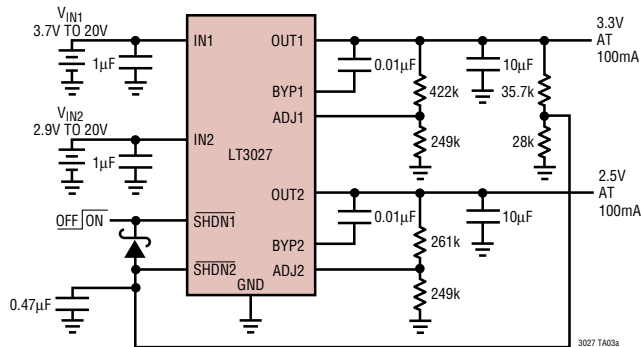 VIN1
3.7V TO 20V
1µF
IN1
OUT1
3.3V
AT
100mA
0.01µF
10µF
BYP1
422k
35.7k
ADJ1
VIN2
2.9V TO 20V
1µF
IN2
LT3027
249k
28k
OUT2
2.5V
AT
100mA
OFF ON
SHDN1
0.01µF
10µF
BYP2
261k
SHDN2
ADJ2
GND
0.47µF
249k
3027 TA03a